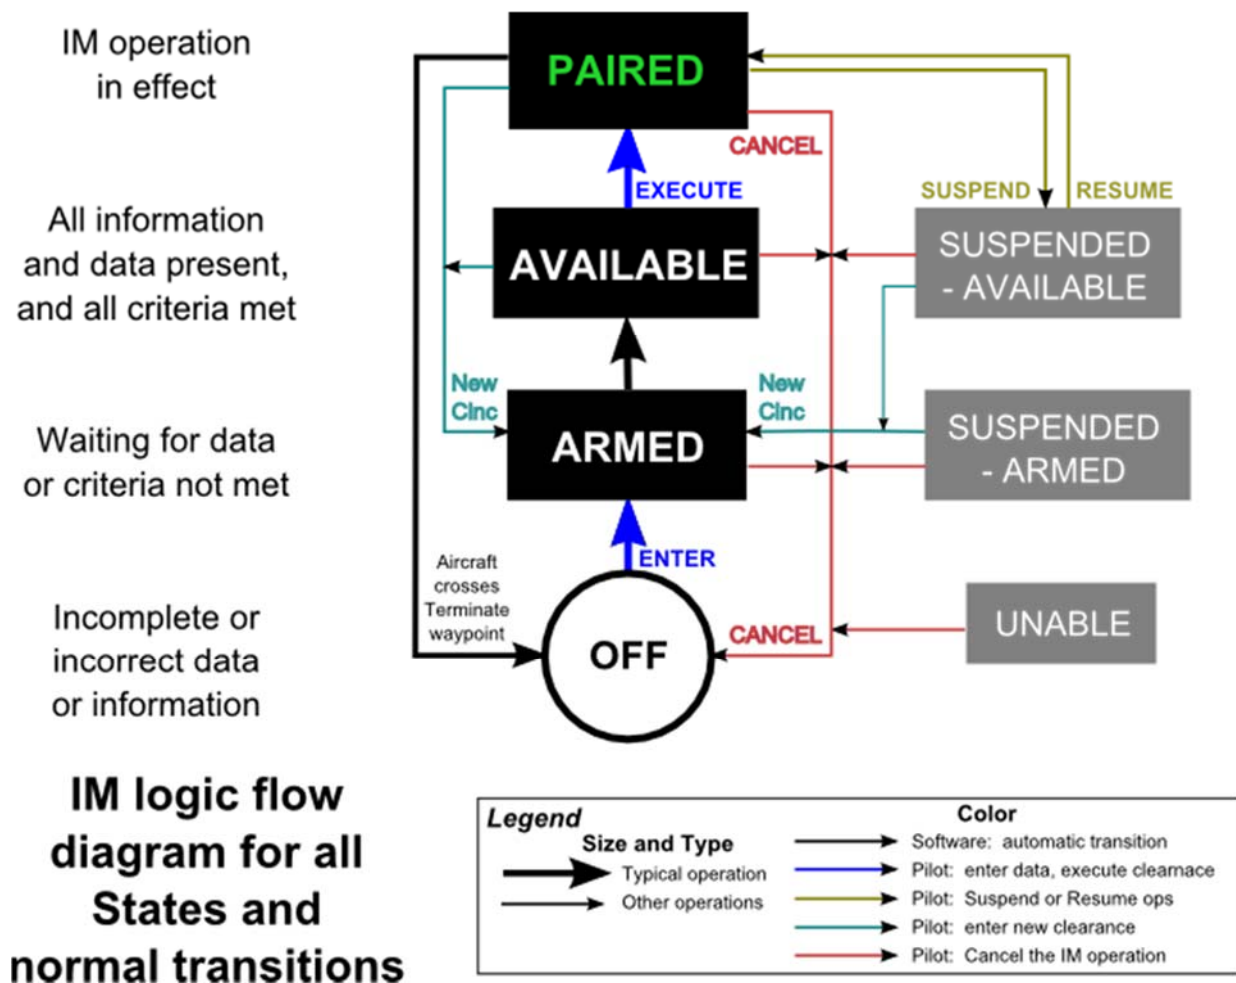 IM operation
in effect
PAIRED
CANCEL
EXECUTE
SUSPEND
RESUME
All information
and data present,
and all criteria met
AVAILABLE
SUSPENDED
- AVAILABLE
New
Clnc
New
Clnc
Waiting for data
or criteria not met
ARMED
SUSPENDED
- ARMED
ENTER
Aircraft
crosses
Terminate
waypoint
Incomplete or
incorrect data
or information
OFF
CANCEL
UNABLE
IM logic flow
diagram for all
States and
normal transitions
Legend
Size and Type
Typical operation
Other operations
Color
Software: automatic transition
Pilot: enter data, execute clearnace
Pilot: Suspend or Resume ops
Pilot: enter new clearance
Pilot: Cancel the IM operation